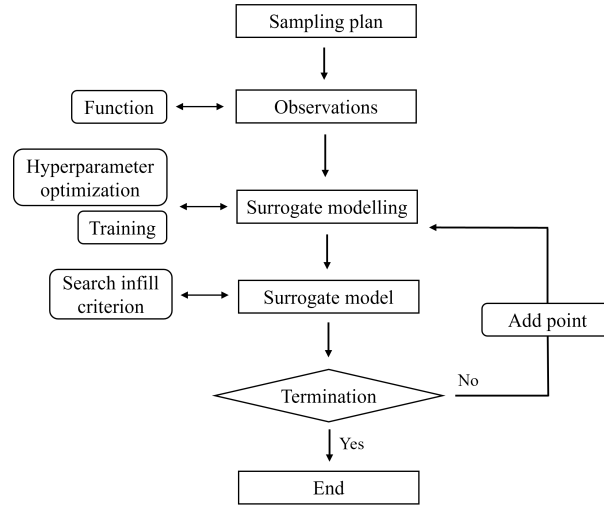 Sampling plan
Function
Observations
Hyperparameter
optimization
Training
Surrogate modelling
Search infill
criterion
Surrogate model
Add point
Termination
No
Yes
End